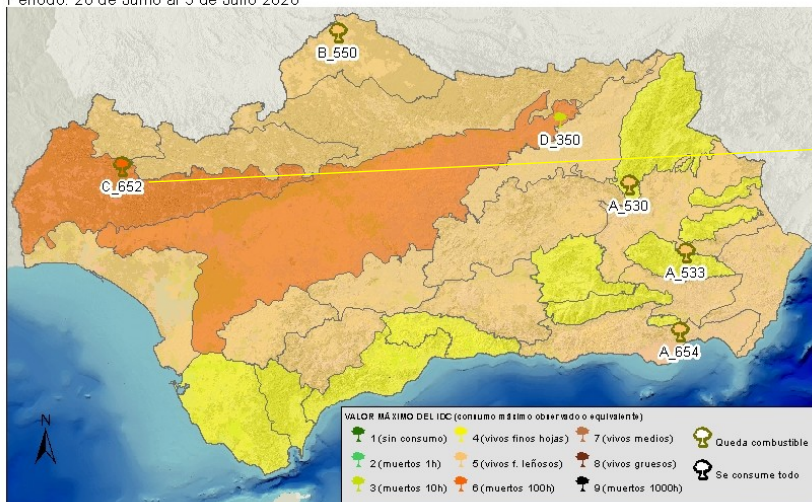 Período: 26 de Junio al 5 de Julio 2026
B_550
D_350
C_652
A_530
A_533
A_654
N
VALOR MÁXIMO DEL IDC (consumo máximo observado o equivalente)
1 (sin consumo)
4 (vivos finos hojas)
7 (vivos medios)
Queda combustible
2 (muertos 1h)
5 (vivos f. leñosos)
8 (vivos gruesos)
3 (muertos 10h)
6 (muertos 100h)
9 (muertos 1000h)
Se consume todo